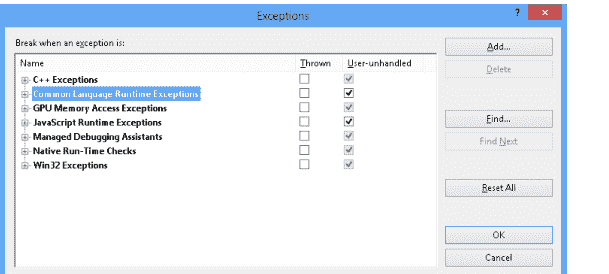 Exceptions
?
Break when an exception is:
Name Thrown User-unhandled
C++ Exceptions
Common Language Runtime Exceptions
GPU Memory Access Exceptions
JavaScript Runtime Exceptions
Managed Debugging Assistants
Native Run-Time Checks
Win32 Exceptions
Add...
Delete
Find...
Find Next
Reset All
OK
Cancel